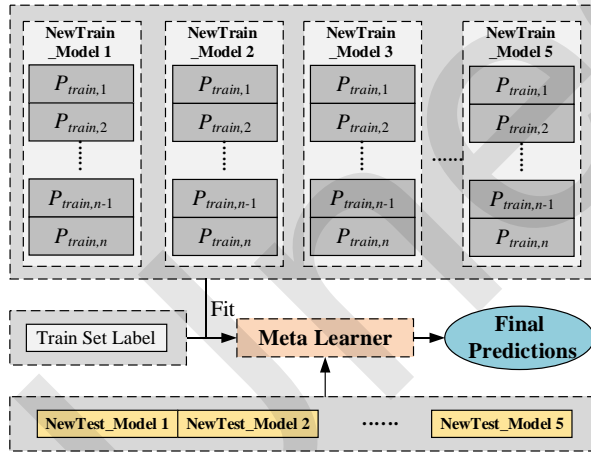 NewTrain _Model 1
P_train,1
P_train,2
......
P_train,n-1
P_train,n
NewTrain _Model 2
P_train,1
P_train,2
......
P_train,n-1
P_train,n
NewTrain _Model 3
P_train,1
P_train,2
......
P_train,n-1
P_train,n
......
NewTrain _Model 5
P_train,1
P_train,2
......
P_train,n-1
P_train,n
Fit
Train Set Label
Meta Learner
Final
Predictions
NewTest_Model 1
NewTest_Model 2
......
NewTest_Model 5